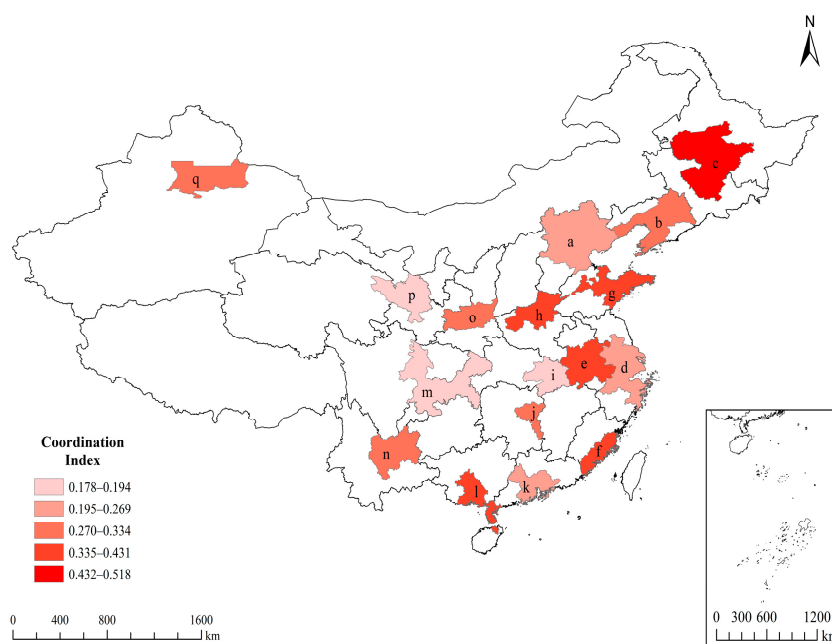 N
c
q
b
a
p
g
h
o
e
d
i
m
j
f
n
l
k
Coordination
Index
0.178–0.194
0.195–0.269
0.270–0.334
0.335–0.431
0.432–0.518
0 400 800 1600
km
0 300 600 1200
km